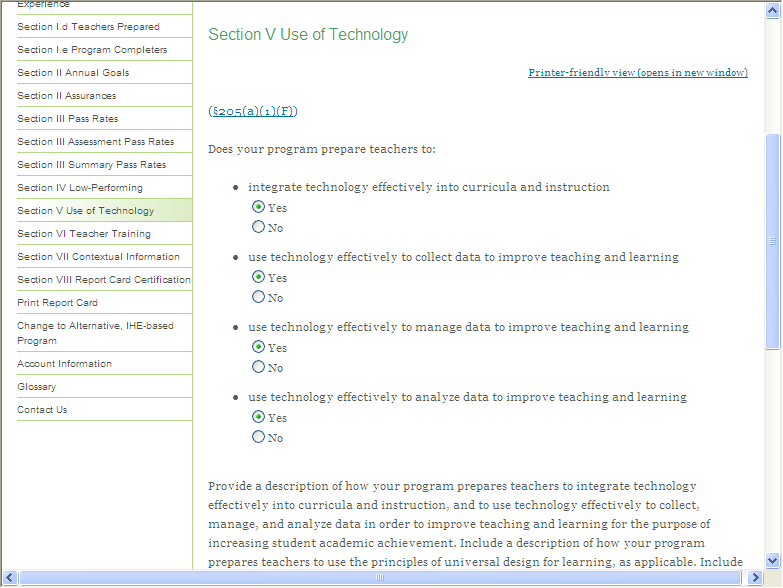 Experience
Section I.d Teachers Prepared
Section I.e Program Completers
Section II Annual Goals
Section II Assurances
Section III Pass Rates
Section III Assessment Pass Rates
Section III Summary Pass Rates
Section IV Low-Performing
Section V Use of Technology
Section VI Teacher Training
Section VII Contextual Information
Section VIII Report Card Certification
Print Report Card
Change to Alternative, IHE-based
Program
Account Information
Glossary
Contact Us
Section V Use of Technology
Printer-friendly view (opens in new window)
(§205(a)(1)(F))
Does your program prepare teachers to:
• integrate technology effectively into curricula and instruction
Yes
No
• use technology effectively to collect data to improve teaching and learning
Yes
No
• use technology effectively to manage data to improve teaching and learning
Yes
No
• use technology effectively to analyze data to improve teaching and learning
Yes
No
Provide a description of how your program prepares teachers to integrate technology
effectively into curricula and instruction, and to use technology effectively to collect,
manage, and analyze data in order to improve teaching and learning for the purpose of
increasing student academic achievement. Include a description of how your program
prepares teachers to use the principles of universal design for learning, as applicable. Include